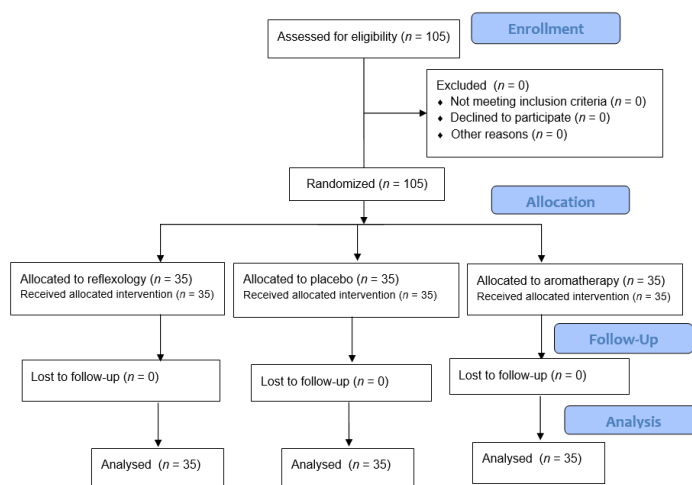 Enrollment
Assessed for eligibility (n = 105)
Excluded (n = 0)
♦ Not meeting inclusion criteria (n = 0)
♦ Declined to participate (n = 0)
♦ Other reasons (n = 0)
Randomized (n = 105)
Allocation
Allocated to reflexology (n = 35)
Received allocated intervention (n = 35)
Allocated to placebo (n = 35)
Received allocated intervention (n = 35)
Allocated to aromatherapy (n = 35)
Received allocated intervention (n = 35)
Follow-Up
Lost to follow-up (n = 0)
Lost to follow-up (n = 0)
Lost to follow-up (n = 0)
Analysis
Analysed (n = 35)
Analysed (n = 35)
Analysed (n = 35)